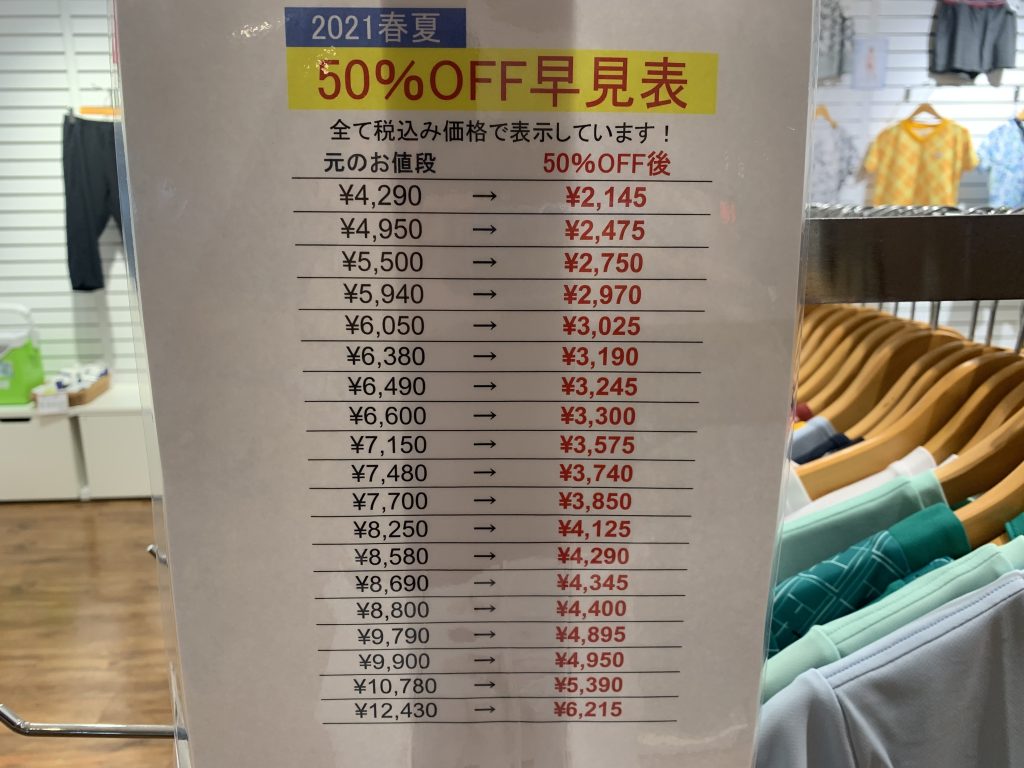 2021春夏
50%OFF早見表
全て税込み価格で表示しています！
元のお値段 50%OFF後
¥4,290 → ¥2,145
¥4,950 → ¥2,475
¥5,500 → ¥2,750
¥5,940 → ¥2,970
¥6,050 → ¥3,025
¥6,380 → ¥3,190
¥6,490 → ¥3,245
¥6,600 → ¥3,300
¥7,150 → ¥3,575
¥7,480 → ¥3,740
¥7,700 → ¥3,850
¥8,250 → ¥4,125
¥8,580 → ¥4,290
¥8,690 → ¥4,345
¥8,800 → ¥4,400
¥9,790 → ¥4,895
¥9,900 → ¥4,950
¥10,780 → ¥5,390
¥12,430 → ¥6,215